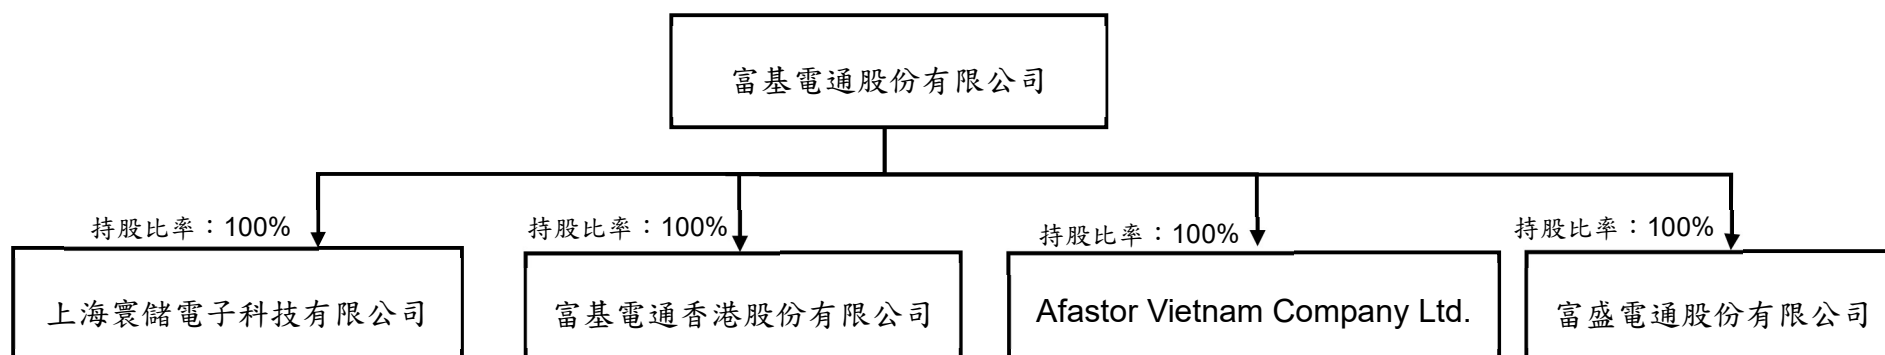 富基電通股份有限公司
持股比率：100%
持股比率：100%
持股比率：100%
持股比率：100%
上海寰儲電子科技有限公司
富基電通香港股份有限公司
Afastor Vietnam Company Ltd.
富盛電通股份有限公司